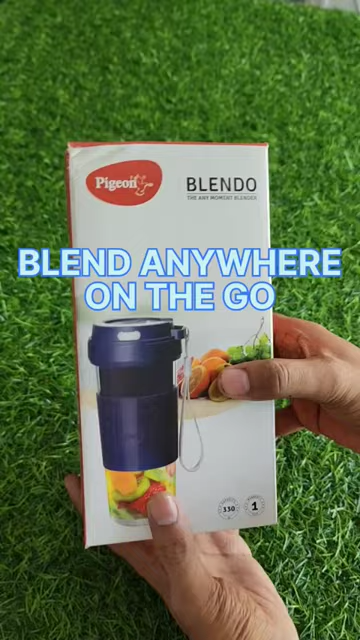 Pigeon
BLENDO
THE ANY MOMENT BLENDER
BLEND ANYWHERE
ON THE GO
330
1